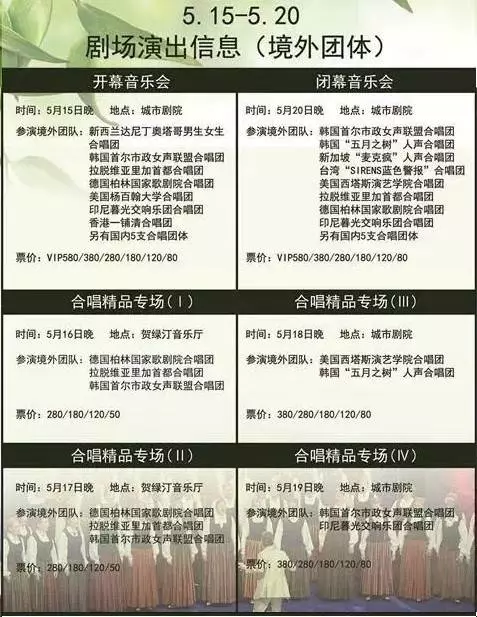 5.15-5.20
剧场演出信息（境外团体）
开幕音乐会
时间：5月15日晚 地点：城市剧院
参演境外团队：新西兰达尼丁奥塔哥男生女生
合唱团
韩国首尔市政女声联盟合唱团
拉脱维亚里加首都合唱团
德国柏林国家歌剧院合唱团
美国杨百翰大学合唱团
印尼暮光交响乐团合唱团
香港一铺清合唱团
另有国内5支合唱团体
票价：VIP580/380/280/180/120/80
闭幕音乐会
时间：5月20日晚 地点：城市剧院
参演境外团队：韩国首尔市政女声联盟合唱团
韩国“五月之树”人声合唱团
新加坡“麦克疯”人声合唱团
台湾“SIRENS蓝色警报”合唱团
美国西塔斯演艺学院合唱团
拉脱维亚里加首都合唱团
德国柏林国家歌剧院合唱团
印尼暮光交响乐团合唱团
另有国内5支合唱团体
票价：VIP580/380/280/180/120/80
合唱精品专场(Ⅰ)
时间：5月16日晚 地点：贺绿汀音乐厅
参演境外团队：德国柏林国家歌剧院合唱团
拉脱维亚里加首都合唱团
韩国首尔市政女声联盟合唱团
票价：280/180/120/50
合唱精品专场(Ⅲ)
时间：5月18日晚 地点：城市剧院
参演境外团队：美国西塔斯演艺学院合唱团
韩国“五月之树”人声合唱团
票价：380/280/180/120/80
合唱精品专场(Ⅱ)
时间：5月17日晚 地点：贺绿汀音乐厅
参演境外团队：德国柏林国家歌剧院合唱团
拉脱维亚里加首都合唱团
韩国首尔市政女声联盟合唱团
票价：280/180/120/50
合唱精品专场(Ⅳ)
时间：5月19日晚 地点：城市剧院
参演境外团队：韩国首尔市政女声联盟合唱团
印尼暮光交响乐团合唱团
票价：380/280/180/120/80